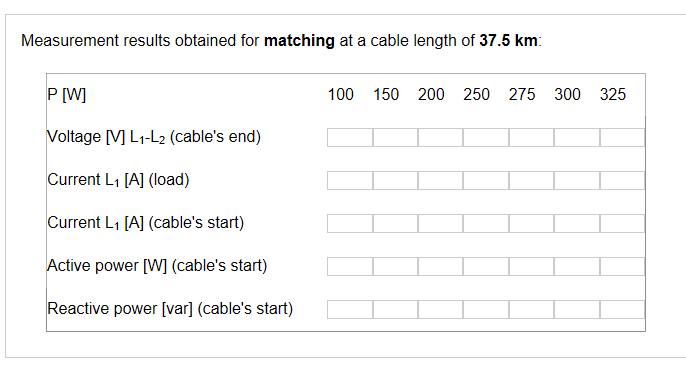 Measurement results obtained for matching at a cable length of 37.5 km:
P [W] 100 150 200 250 275 300 325
Voltage [V] L₁-L₂ (cable's end)
Current L₁ [A] (load)
Current L₁ [A] (cable's start)
Active power [W] (cable's start)
Reactive power [var] (cable's start)